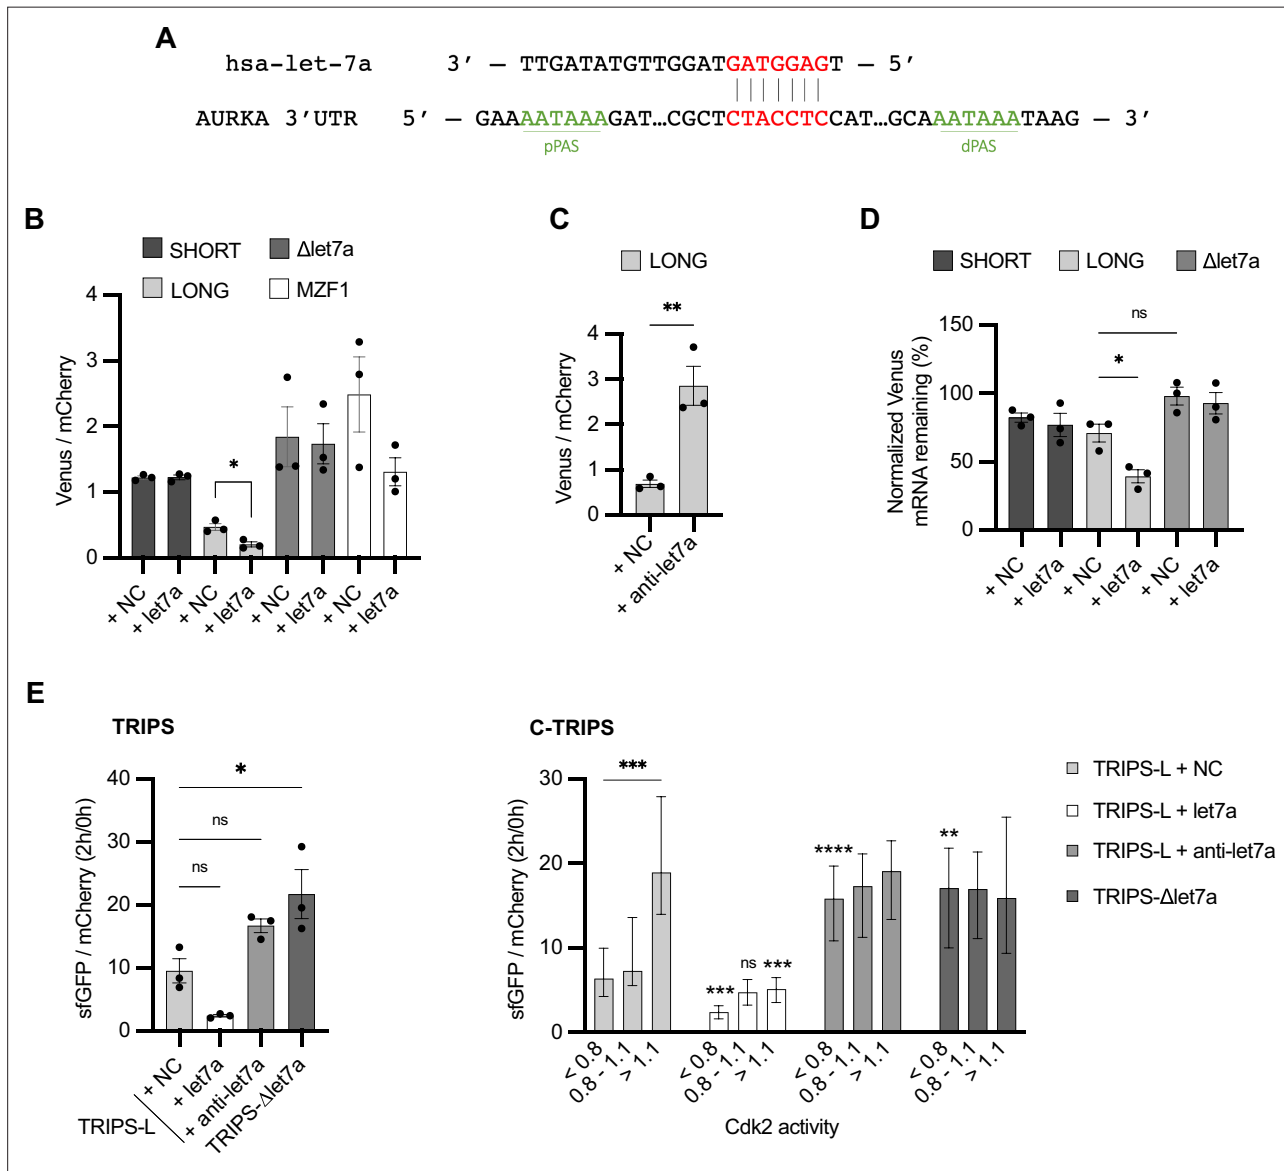 A
hsa-let-7a 3′ – TTGATATGTTGGATGATGGAGT – 5′
AURKA 3′UTR 5′ – GAAAATAAAGAT…CGCTCTACCTCCAT…GCAAATAAATAAG – 3′
pPAS dPAS
B
SHORT Δlet7a
LONG MZF1
Venus / mCherry
4
3
2
1
0
*
+ NC + let7a + NC + let7a + NC + let7a + NC + let7a
C
LONG
Venus / mCherry
4
3
2
1
0
**
+ NC + anti-let7a
D
SHORT LONG Δlet7a
Normalized Venus
mRNA remaining (%)
150
100
50
0
ns
*
+ NC + let7a + NC + let7a + NC + let7a
E
TRIPS
sfGFP / mCherry (2h/0h)
40
30
20
10
0
*
ns
ns
+ NC + let7a + anti-let7a TRIPS-Δlet7a
TRIPS-L
C-TRIPS
sfGFP / mCherry (2h/0h)
30
20
10
0
***
*** ns *** **** **
< 0.8 0.8 - 1.1 > 1.1 < 0.8 0.8 - 1.1 > 1.1 < 0.8 0.8 - 1.1 > 1.1 < 0.8 0.8 - 1.1 > 1.1
Cdk2 activity
TRIPS-L + NC
TRIPS-L + let7a
TRIPS-L + anti-let7a
TRIPS-Δlet7a